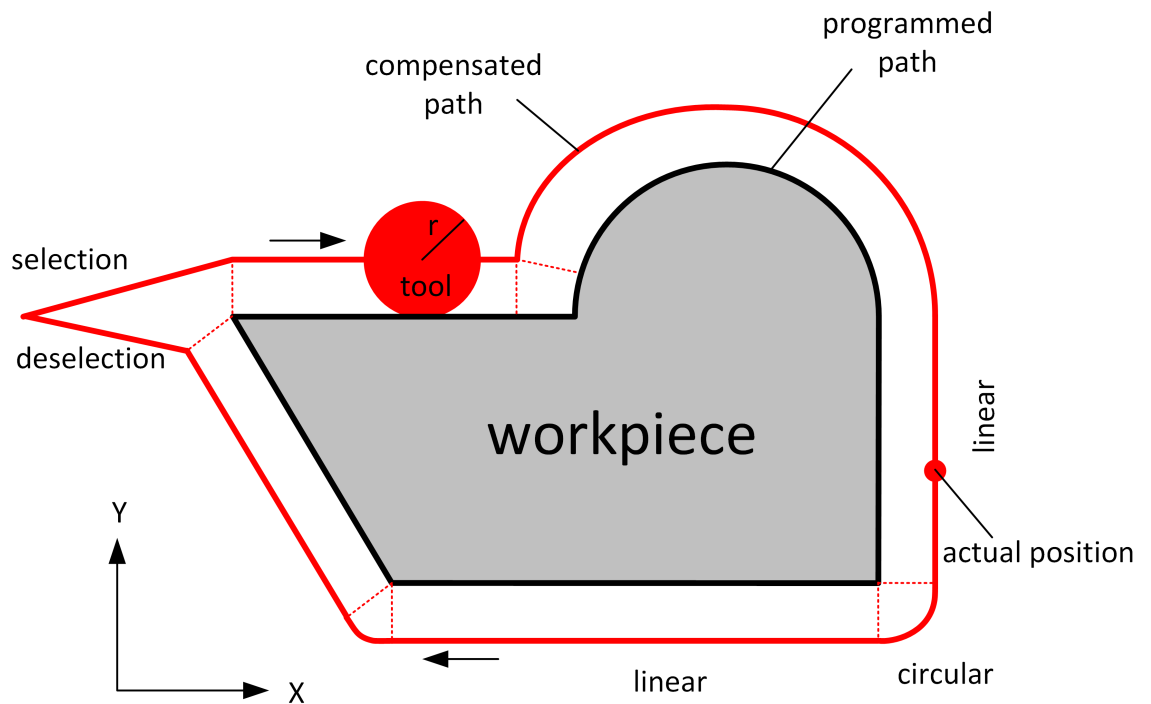 programmed
path
compensated
path
r
selection
tool
deselection
linear
workpiece
Y
actual position
X
linear
circular